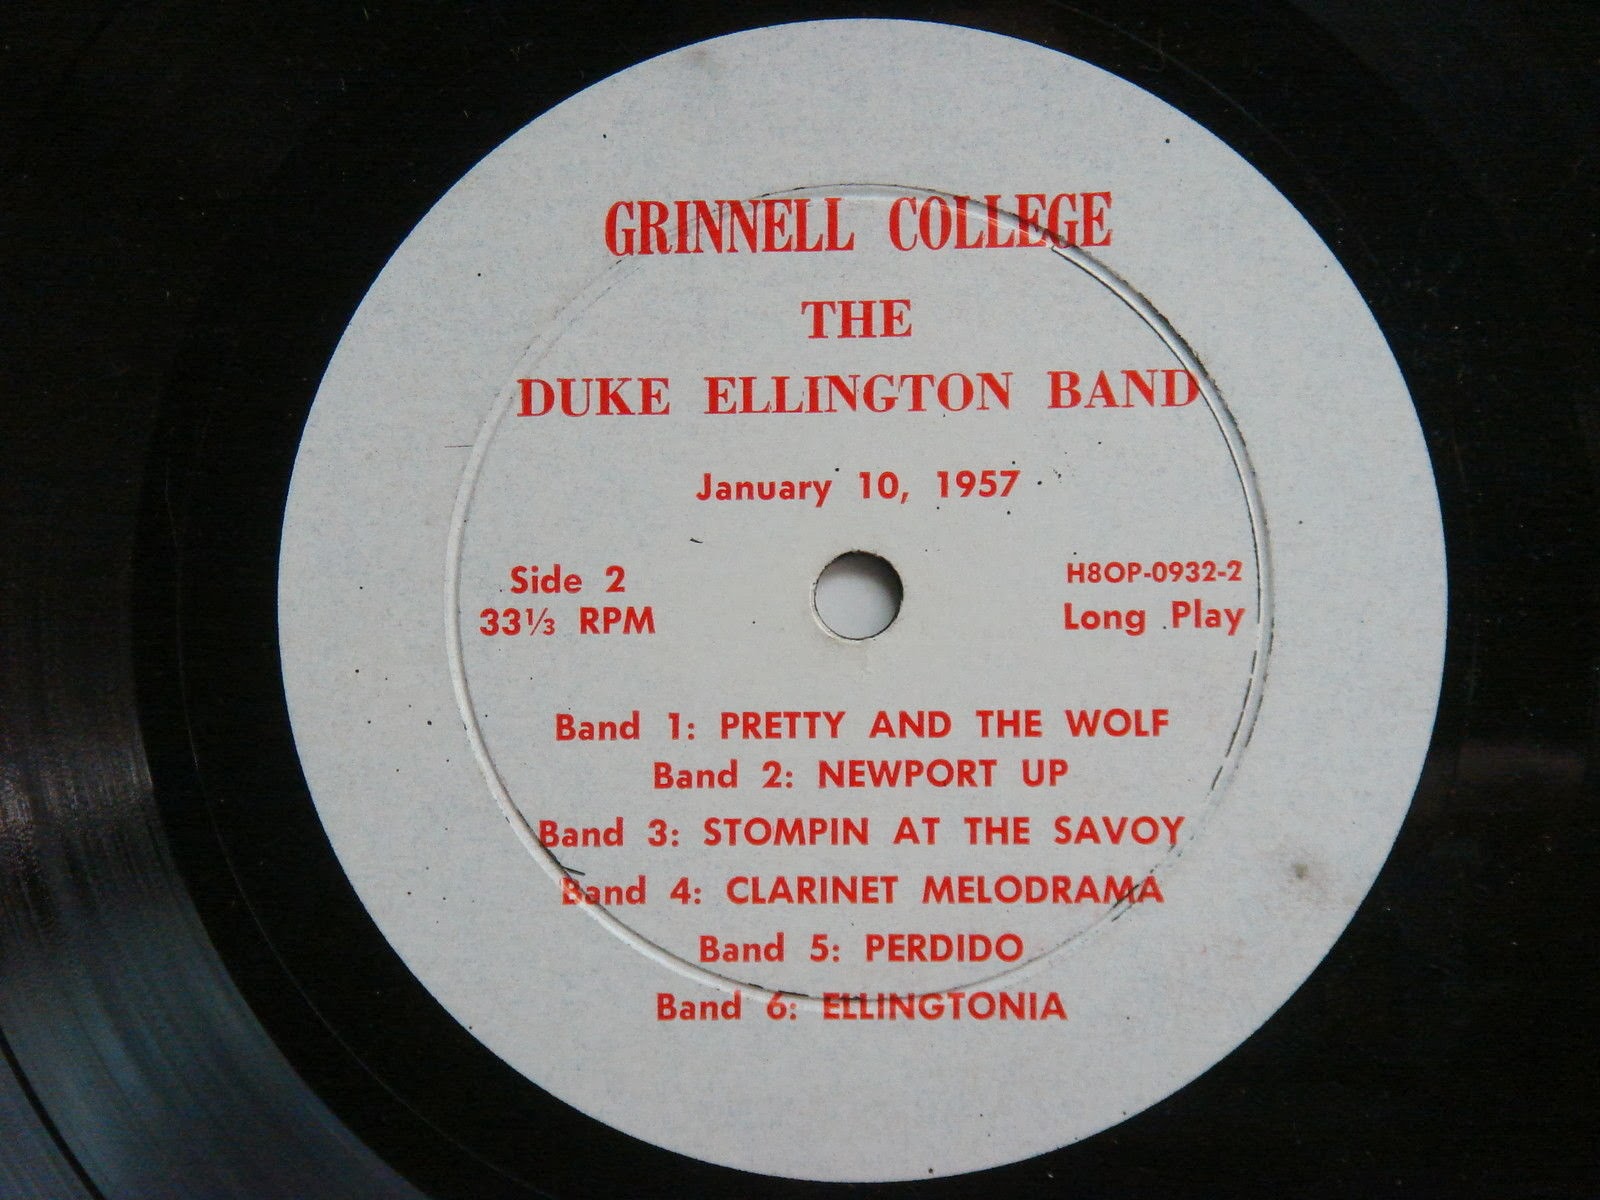 GRINNELL COLLEGE
THE
DUKE ELLINGTON BAND
January 10, 1957
Side 2
33⅓ RPM
H8OP-0932-2
Long Play
Band 1: PRETTY AND THE WOLF
Band 2: NEWPORT UP
Band 3: STOMPIN AT THE SAVOY
Band 4: CLARINET MELODRAMA
Band 5: PERDIDO
Band 6: ELLINGTONIA